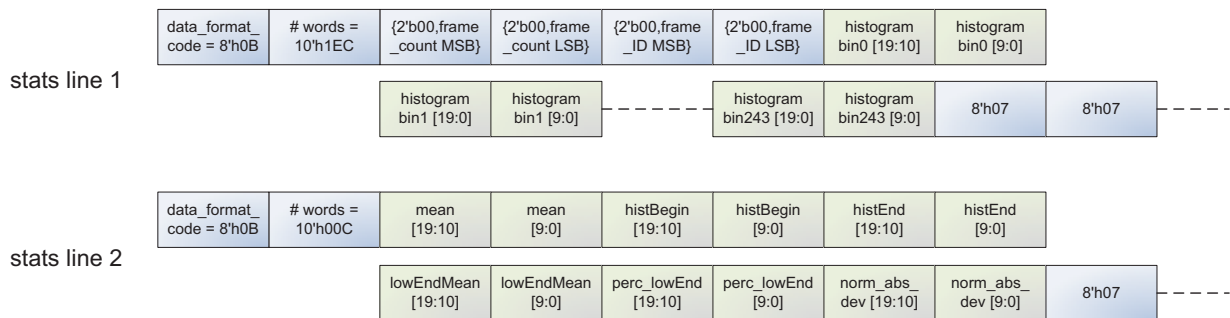 data_format_
code = 8'h0B
# words =
10'h1EC
{2'b00,frame
_count MSB}
{2'b00,frame
_count LSB}
{2'b00,frame
_ID MSB}
{2'b00,frame
_ID LSB}
histogram
bin0 [19:10]
histogram
bin0 [9:0]
stats line 1
histogram
bin1 [19:0]
histogram
bin1 [9:0]
histogram
bin243 [19:0]
histogram
bin243 [9:0]
8'h07
8'h07
data_format_
code = 8'h0B
# words =
10'h00C
mean
[19:10]
mean
[9:0]
histBegin
[19:10]
histBegin
[9:0]
histEnd
[19:10]
histEnd
[9:0]
stats line 2
lowEndMean
[19:10]
lowEndMean
[9:0]
perc_lowEnd
[19:10]
perc_lowEnd
[9:0]
norm_abs_
dev [19:10]
norm_abs_
dev [9:0]
8'h07